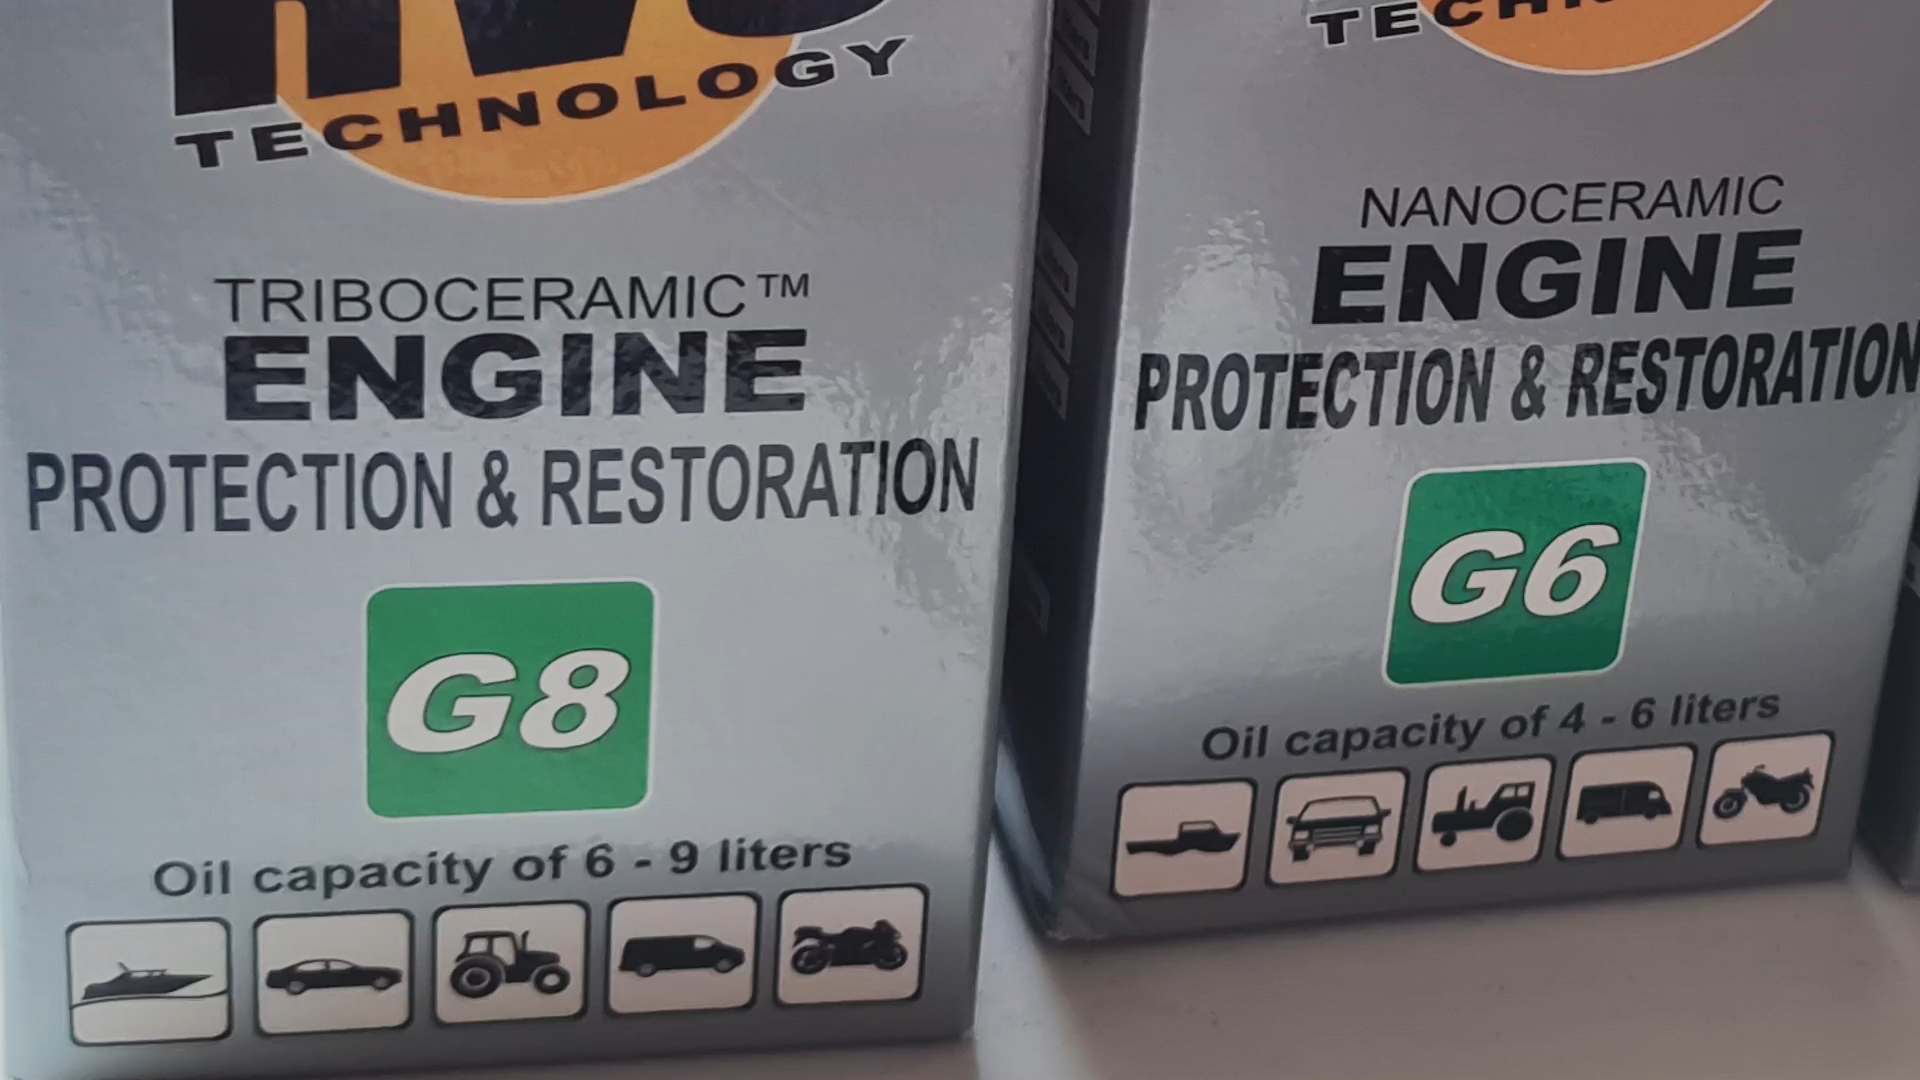 TECHNOLOGY
TRIBOCERAMIC™
ENGINE
PROTECTION & RESTORATION
G8
Oil capacity of 6 - 9 liters
NANOCERAMIC
ENGINE
PROTECTION & RESTORATION
G6
Oil capacity of 4 - 6 liters